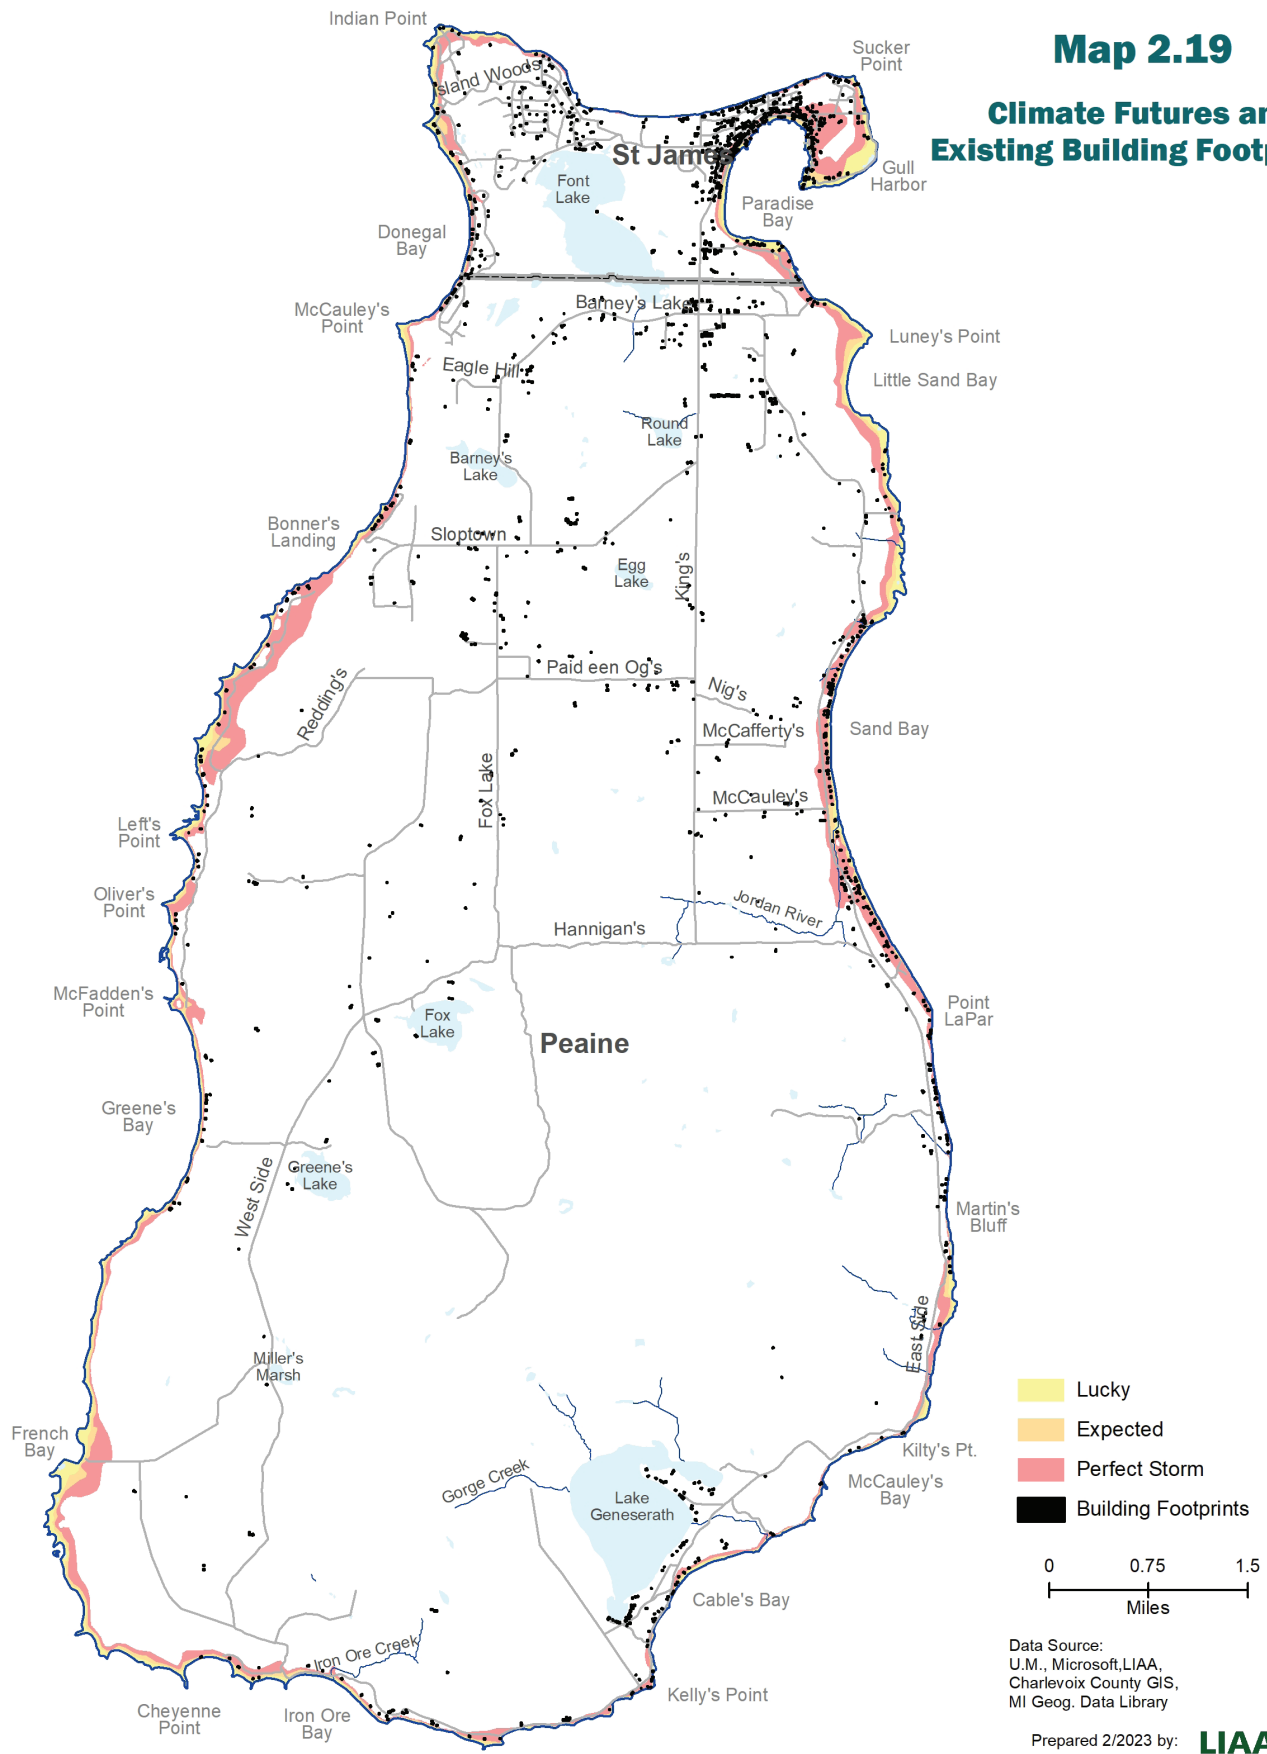 Indian Point
Map 2.19
Sucker
Point
Climate Futures an
Existing Building Footp
sland Woods
St James
Font
Lake
Gull
Harbor
Paradise
Bay
Donegal
Bay
McCauley's
Point
Barney's Lake
Luney's Point
Eagle Hill
Little Sand Bay
Round
Lake
Barney's
Lake
Bonner's
Landing
Sloptown
Egg
Lake
King's
Paid een Og's
Redding's
Nig's
McCafferty's
Sand Bay
Fox Lake
McCauley's
Left's
Point
Oliver's
Point
Jordan River
Hannigan's
McFadden's
Point
Fox
Lake
Point
LaPar
Peaine
Greene's
Bay
Greene's
Lake
West Side
Martin's
Bluff
East Side
Miller's
Marsh
Lucky
Expected
Perfect Storm
Building Footprints
French
Bay
Kilty's Pt.
McCauley's
Bay
Gorge Creek
Lake
Geneserath
0 0.75 1.5
Miles
Cable's Bay
Iron Ore Creek
Data Source:
U.M., Microsoft,LIAA,
Charlevoix County GIS,
MI Geog. Data Library
Kelly's Point
Cheyenne
Point
Iron Ore
Bay
Prepared 2/2023 by: LIAA